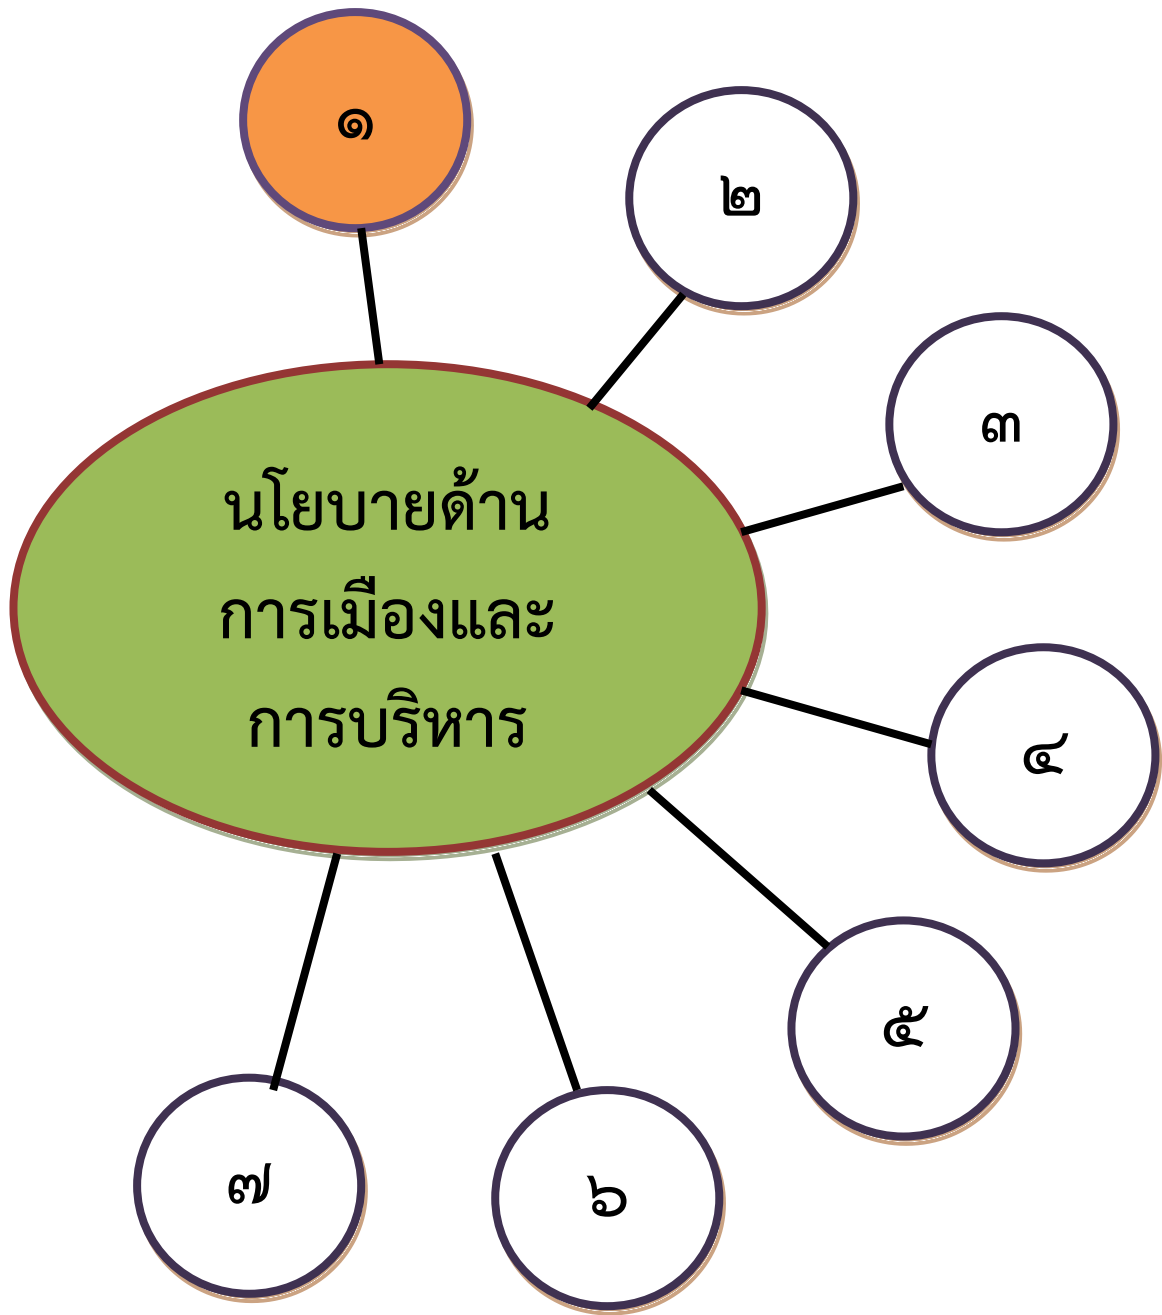 ๑
๒
๓
นโยบายด้าน
การเมืองและ
การบริหาร
๔
๕
๗
๖